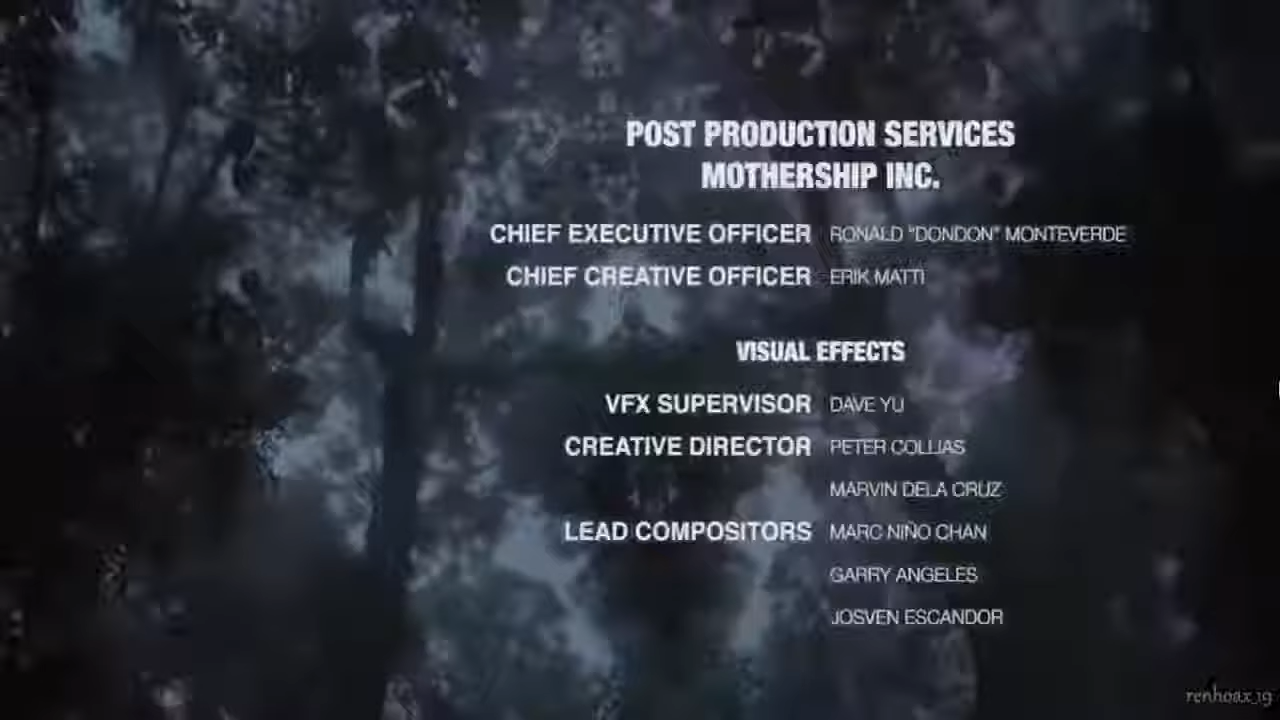 POST PRODUCTION SERVICES
MOTHERSHIP INC.
CHIEF EXECUTIVE OFFICER RONALD "DONDON" MONTEVERDE
CHIEF CREATIVE OFFICER ERIK MATTI
VISUAL EFFECTS
VFX SUPERVISOR DAVE YU
CREATIVE DIRECTOR PETER COLLIAS
MARVIN DELA CRUZ
LEAD COMPOSITORS MARC NIÑO CHAN
GARRY ANGELES
JOSVEN ESCANDOR
renhoax_19